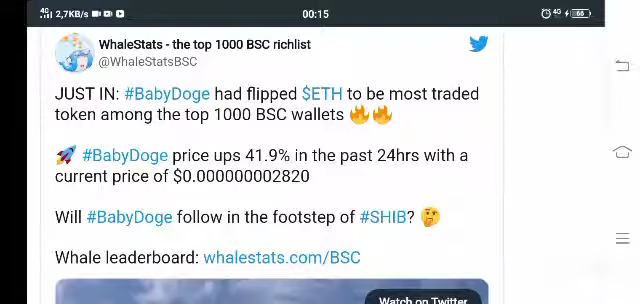 4G 2,7KB/s 00:15 4G 66
WhaleStats - the top 1000 BSC richlist
@WhaleStatsBSC
JUST IN: #BabyDoge had flipped $ETH to be most traded
token among the top 1000 BSC wallets 🔥🔥
🚀 #BabyDoge price ups 41.9% in the past 24hrs with a
current price of $0.000000002820
Will #BabyDoge follow in the footstep of #SHIB? 🤔
Whale leaderboard: whalestats.com/BSC
Watch on Twitter